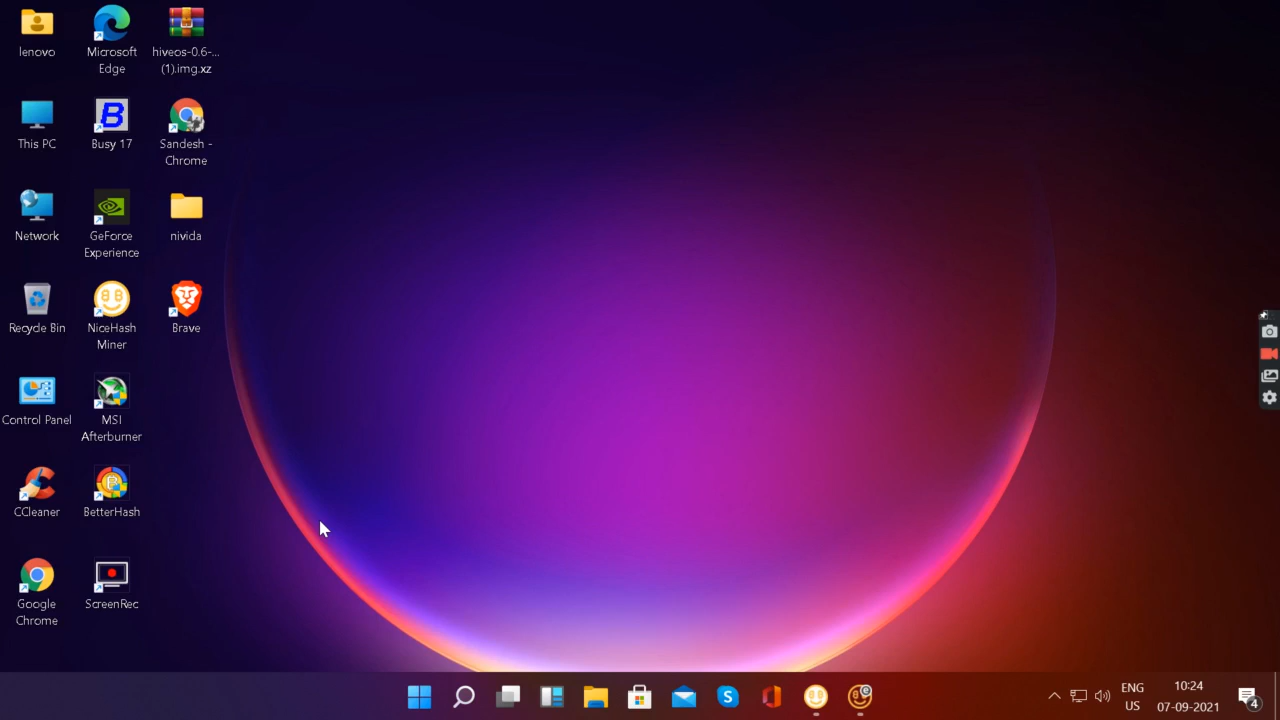 lenovo
Microsoft
Edge
hiveos-0.6-...
(1).img.xz
This PC
Busy 17
Sandesh -
Chrome
Network
GeForce
Experience
nivida
Recycle Bin
NiceHash
Miner
Brave
Control Panel
MSI
Afterburner
CCleaner
BetterHash
Google
Chrome
ScreenRec
ENG
US
10:24
07-09-2021
4